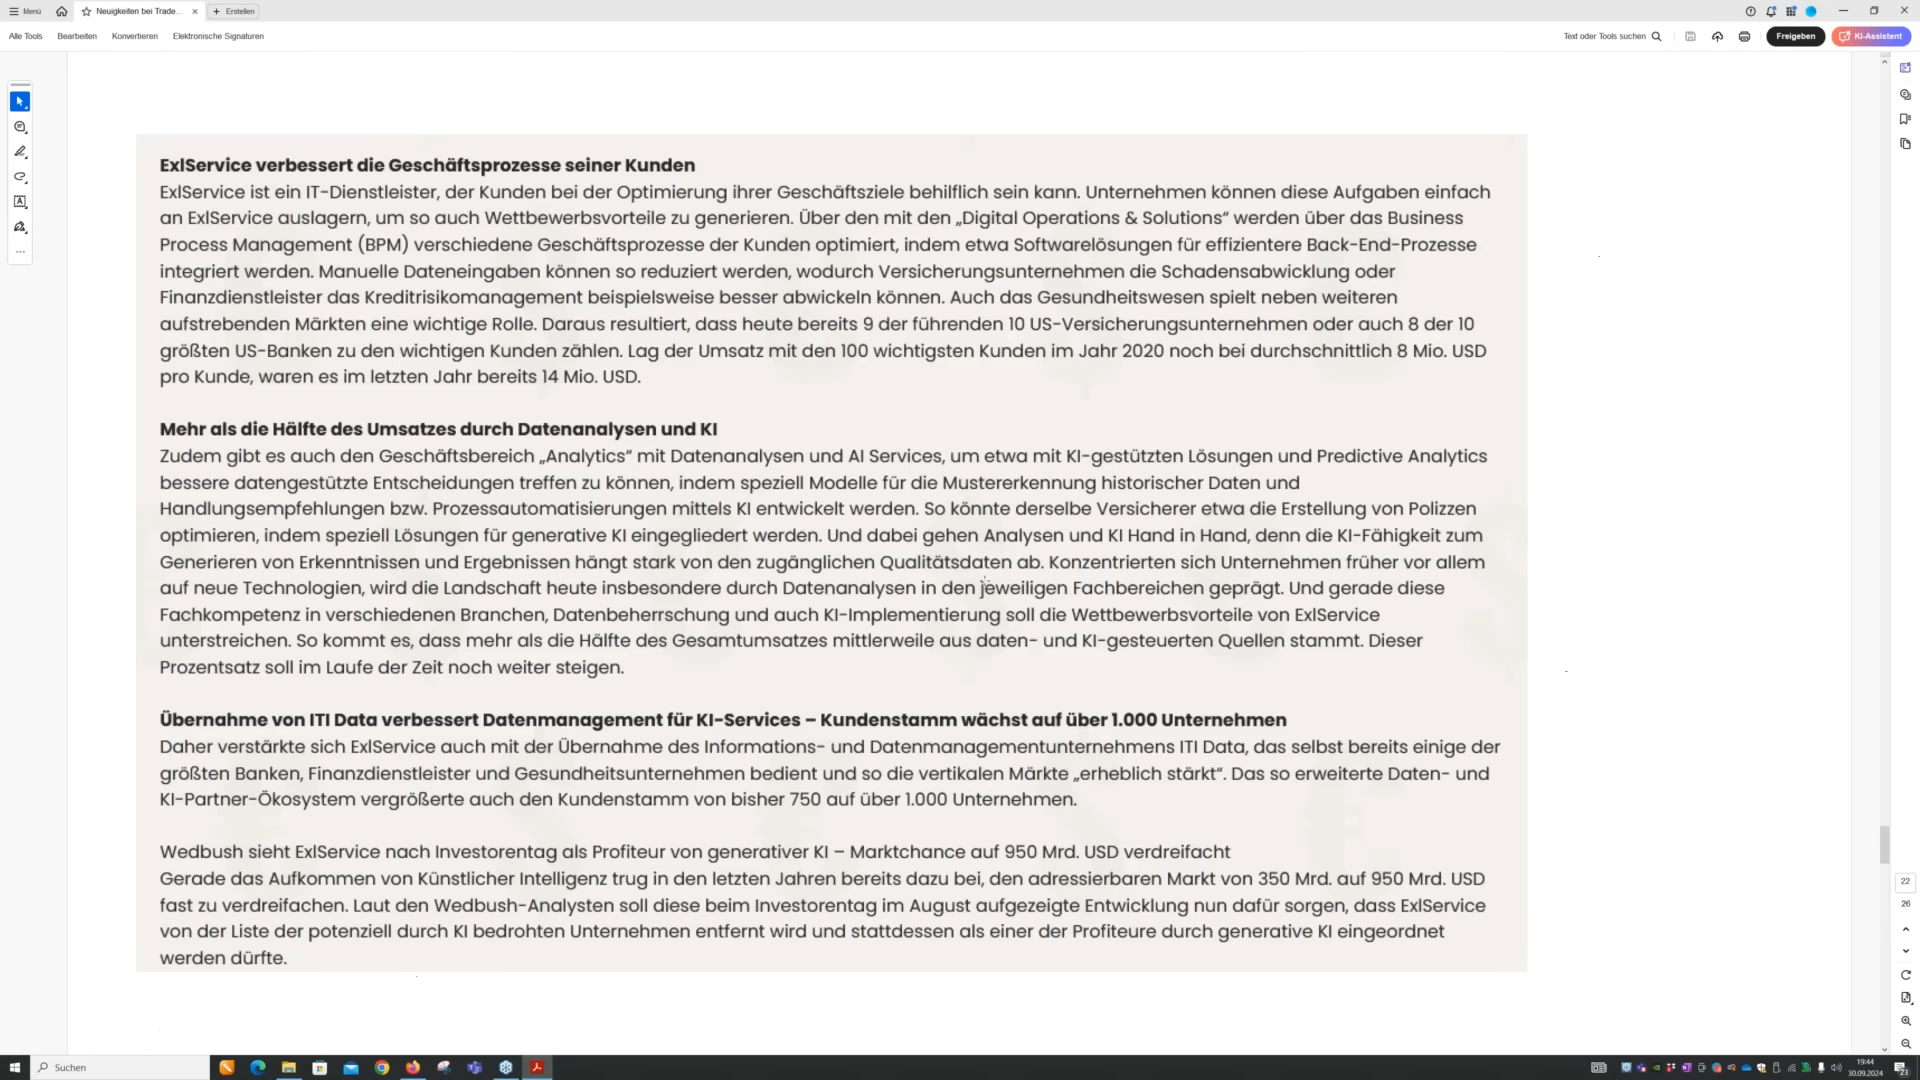 Menü
Neuigkeiten bei Trade...
Erstellen
Alle Tools
Bearbeiten
Konvertieren
Elektronische Signaturen
Text oder Tools suchen
Freigeben
KI-Assistent
ExlService verbessert die Geschäftsprozesse seiner Kunden
ExlService ist ein IT-Dienstleister, der Kunden bei der Optimierung ihrer Geschäftsziele behilflich sein kann. Unternehmen können diese Aufgaben einfach
an ExlService auslagern, um so auch Wettbewerbsvorteile zu generieren. Über den mit den „Digital Operations & Solutions“ werden über das Business
Process Management (BPM) verschiedene Geschäftsprozesse der Kunden optimiert, indem etwa Softwarelösungen für effizientere Back-End-Prozesse
integriert werden. Manuelle Dateneingaben können so reduziert werden, wodurch Versicherungsunternehmen die Schadensabwicklung oder
Finanzdienstleister das Kreditrisikomanagement beispielsweise besser abwickeln können. Auch das Gesundheitswesen spielt neben weiteren
aufstrebenden Märkten eine wichtige Rolle. Daraus resultiert, dass heute bereits 9 der führenden 10 US-Versicherungsunternehmen oder auch 8 der 10
größten US-Banken zu den wichtigen Kunden zählen. Lag der Umsatz mit den 100 wichtigsten Kunden im Jahr 2020 noch bei durchschnittlich 8 Mio. USD
pro Kunde, waren es im letzten Jahr bereits 14 Mio. USD.
Mehr als die Hälfte des Umsatzes durch Datenanalysen und KI
Zudem gibt es auch den Geschäftsbereich „Analytics“ mit Datenanalysen und AI Services, um etwa mit KI-gestützten Lösungen und Predictive Analytics
bessere datengestützte Entscheidungen treffen zu können, indem speziell Modelle für die Mustererkennung historischer Daten und
Handlungsempfehlungen bzw. Prozessautomatisierungen mittels KI entwickelt werden. So könnte derselbe Versicherer etwa die Erstellung von Polizzen
optimieren, indem speziell Lösungen für generative KI eingegliedert werden. Und dabei gehen Analysen und KI Hand in Hand, denn die KI-Fähigkeit zum
Generieren von Erkenntnissen und Ergebnissen hängt stark von den zugänglichen Qualitätsdaten ab. Konzentrierten sich Unternehmen früher vor allem
auf neue Technologien, wird die Landschaft heute insbesondere durch Datenanalysen in den jeweiligen Fachbereichen geprägt. Und gerade diese
Fachkompetenz in verschiedenen Branchen, Datenbeherrschung und auch KI-Implementierung soll die Wettbewerbsvorteile von ExlService
unterstreichen. So kommt es, dass mehr als die Hälfte des Gesamtumsatzes mittlerweile aus daten- und KI-gesteuerten Quellen stammt. Dieser
Prozentsatz soll im Laufe der Zeit noch weiter steigen.
Übernahme von ITI Data verbessert Datenmanagement für KI-Services – Kundenstamm wächst auf über 1.000 Unternehmen
Daher verstärkte sich ExlService auch mit der Übernahme des Informations- und Datenmanagementunternehmens ITI Data, das selbst bereits einige der
größten Banken, Finanzdienstleister und Gesundheitsunternehmen bedient und so die vertikalen Märkte „erheblich stärkt“. Das so erweiterte Daten- und
KI-Partner-Ökosystem vergrößerte auch den Kundenstamm von bisher 750 auf über 1.000 Unternehmen.
Wedbush sieht ExlService nach Investorentag als Profiteur von generativer KI – Marktchance auf 950 Mrd. USD verdreifacht
Gerade das Aufkommen von Künstlicher Intelligenz trug in den letzten Jahren bereits dazu bei, den adressierbaren Markt von 350 Mrd. auf 950 Mrd. USD
fast zu verdreifachen. Laut den Wedbush-Analysten soll diese beim Investorentag im August aufgezeigte Entwicklung nun dafür sorgen, dass ExlService
von der Liste der potenziell durch KI bedrohten Unternehmen entfernt wird und stattdessen als einer der Profiteure durch generative KI eingeordnet
werden dürfte.
22
26
Suchen
19:44
30.09.2024
23